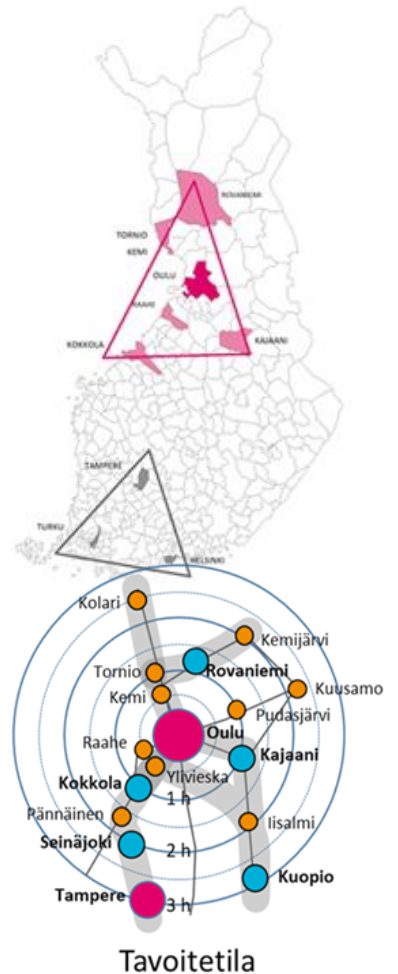 ROVANIEMI
TORNIO
KEMI
OULU
RAAHE
KOKKOLA
KAJAANI
TAMPERE
TURKU
HELSINKI
Kolari
Kemijärvi
Tornio
Rovaniemi
Kemi
Kuusamo
Pudasjärvi
Oulu
Raahe
Kajaani
Ylivieska
Kokkola
1 h
Pännäinen
Iisalmi
Seinäjoki
2 h
Kuopio
Tampere
3 h
Tavoitetila